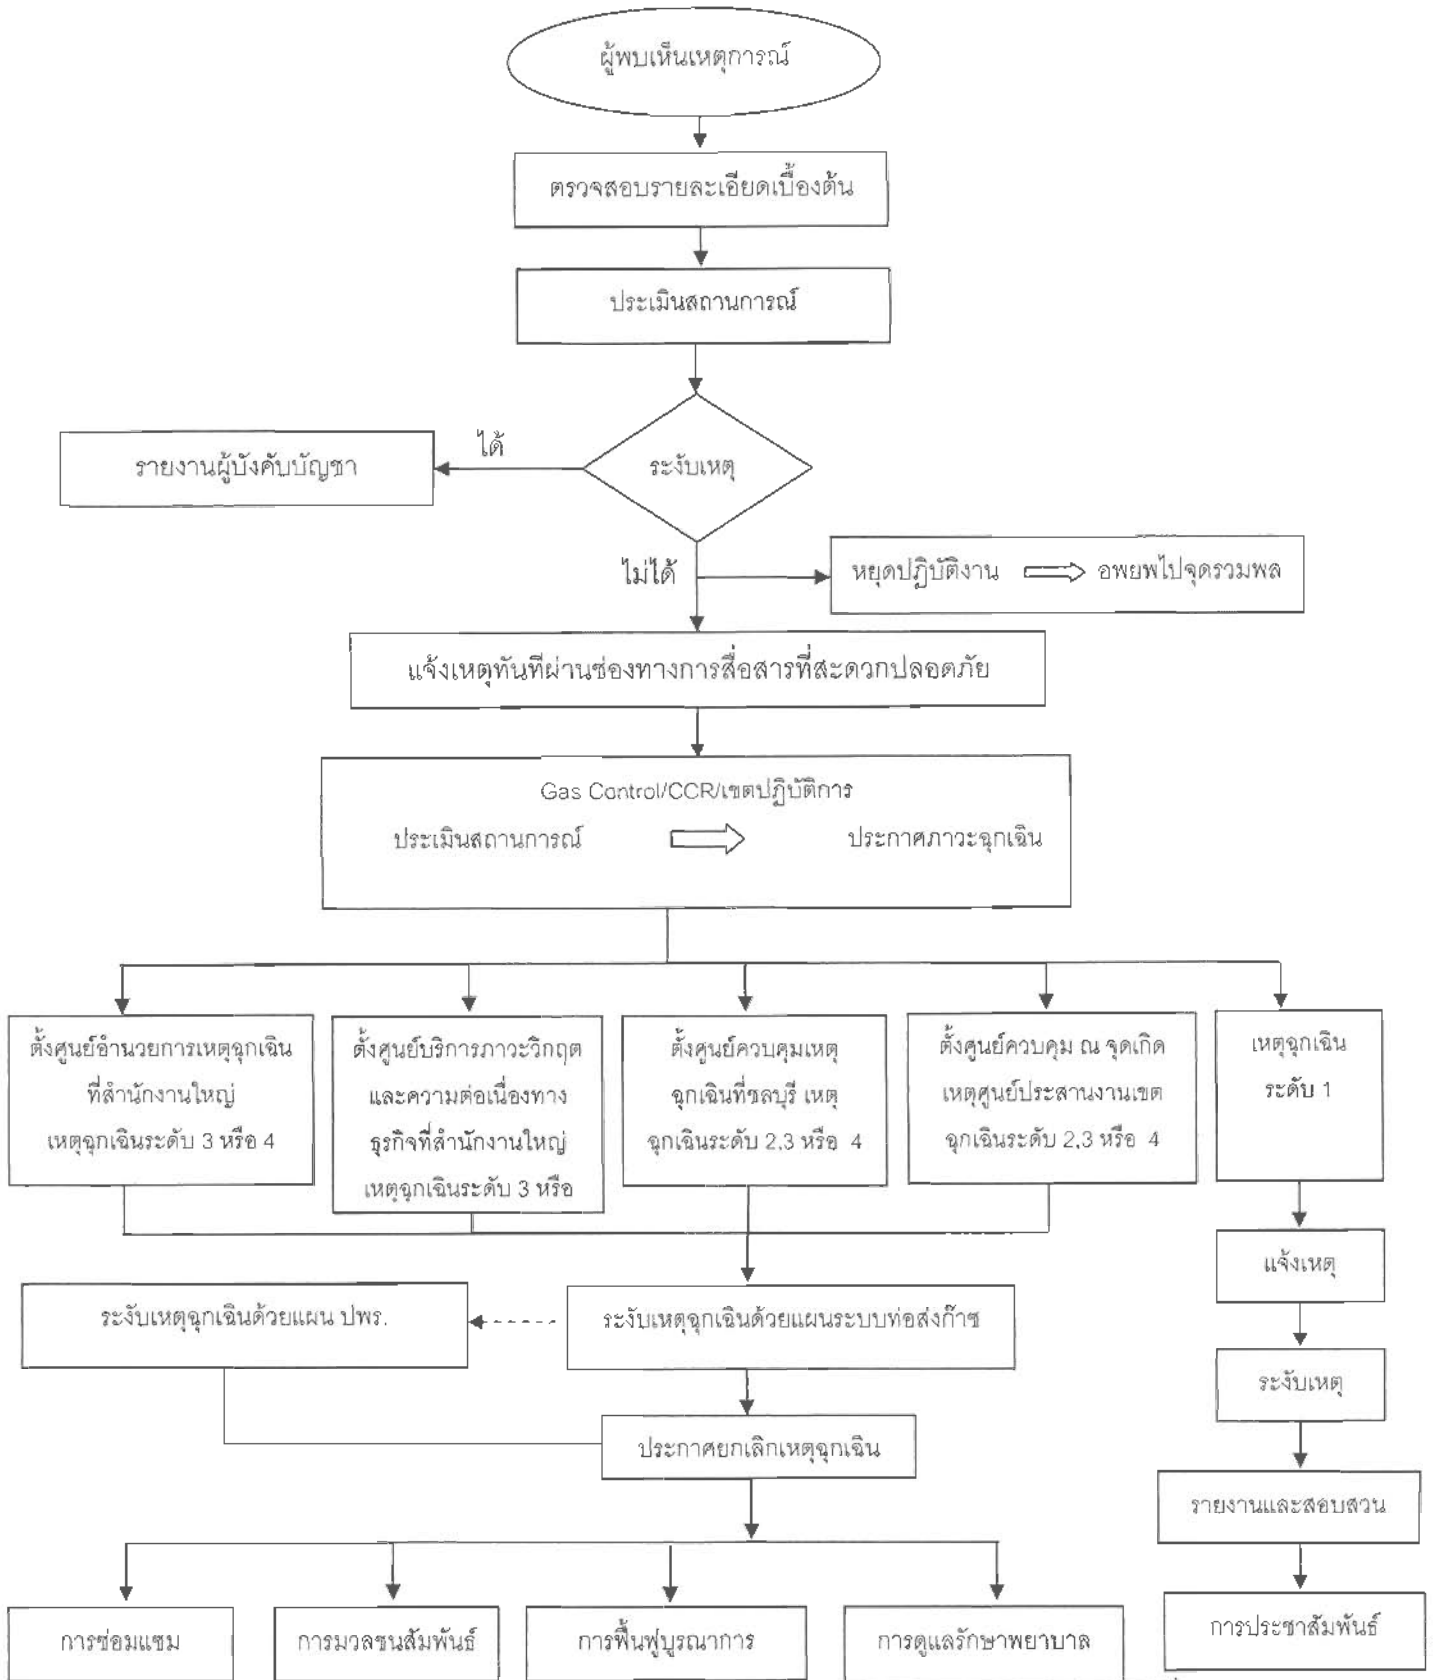 ผู้พบเห็นเหตุการณ์
ตรวจสอบรายละเอียดเบื้องต้น
ประเมินสถานการณ์
ระงับเหตุ
ได้
รายงานผู้บังคับบัญชา
ไม่ได้
หยุดปฏิบัติงาน อพยพไปจุดรวมพล
แจ้งเหตุทันทีผ่านช่องทางการสื่อสารที่สะดวกปลอดภัย
Gas Control/CCR/เขตปฏิบัติการ
ประเมินสถานการณ์ ประกาศภาวะฉุกเฉิน
ตั้งศูนย์อำนวยการเหตุฉุกเฉิน
ที่สำนักงานใหญ่
เหตุฉุกเฉินระดับ 3 หรือ 4
ตั้งศูนย์บริการภาวะวิกฤต
และความต่อเนื่องทาง
ธุรกิจที่สำนักงานใหญ่
เหตุฉุกเฉินระดับ 3 หรือ
ตั้งศูนย์ควบคุมเหตุ
ฉุกเฉินที่ชลบุรี เหตุ
ฉุกเฉินระดับ 2,3 หรือ 4
ตั้งศูนย์ควบคุม ณ จุดเกิด
เหตุศูนย์ประสานงานเขต
ฉุกเฉินระดับ 2,3 หรือ 4
เหตุฉุกเฉิน
ระดับ 1
แจ้งเหตุ
ระงับเหตุ
รายงานและสอบสวน
การประชาสัมพันธ์
ระงับเหตุฉุกเฉินด้วยแผน ปพร.
ระงับเหตุฉุกเฉินด้วยแผนระบบท่อส่งก๊าซ
ประกาศยกเลิกเหตุฉุกเฉิน
การซ่อมแซม
การมวลชนสัมพันธ์
การฟื้นฟูบูรณาการ
การดูแลรักษาพยาบาล